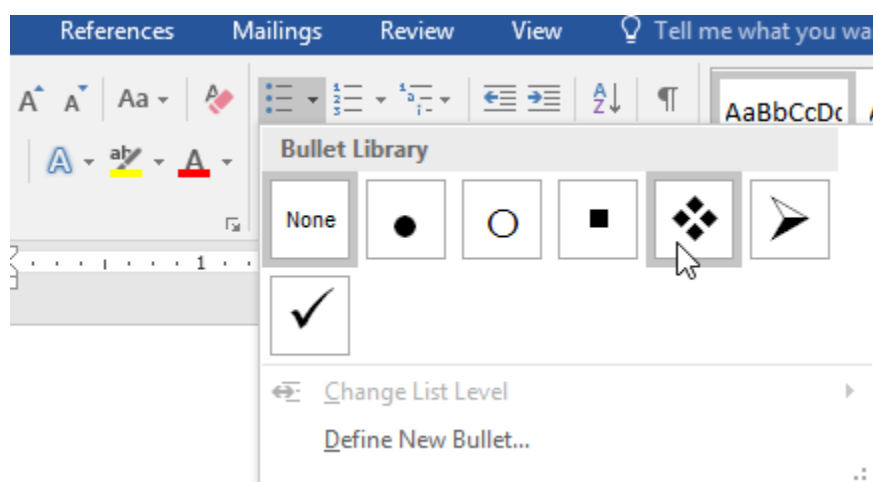 References Mailings Review View Tell me what you wa
Aa AaBbCcDc
Bullet Library
None
1
Change List Level
Define New Bullet...